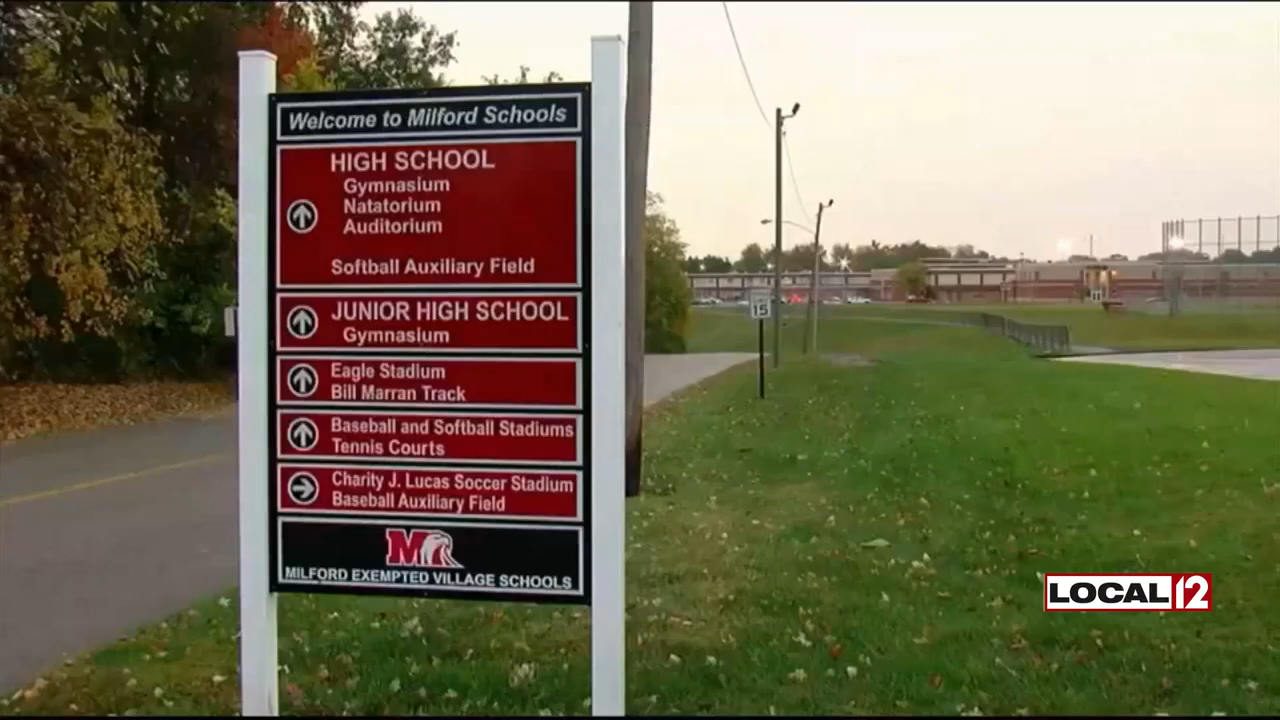 Welcome to Milford Schools
HIGH SCHOOL
Gymnasium
Natatorium
Auditorium
Softball Auxiliary Field
JUNIOR HIGH SCHOOL
Gymnasium
Eagle Stadium
Bill Marran Track
Baseball and Softball Stadiums
Tennis Courts
Charity J. Lucas Soccer Stadium
Baseball Auxiliary Field
M
MILFORD EXEMPTED VILLAGE SCHOOLS
15
LOCAL 12